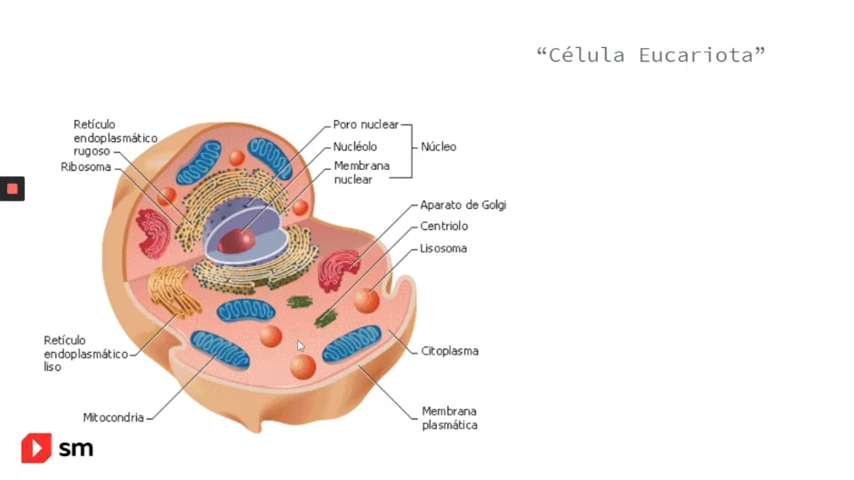 “Célula Eucariota”
Retículo
endoplasmático
rugoso
Ribosoma
Poro nuclear
Nucléolo
Membrana
nuclear
Núcleo
Aparato de Golgi
Centriolo
Lisosoma
Retículo
endoplasmático
liso
Citoplasma
Mitocondria
Membrana
plasmática
sm